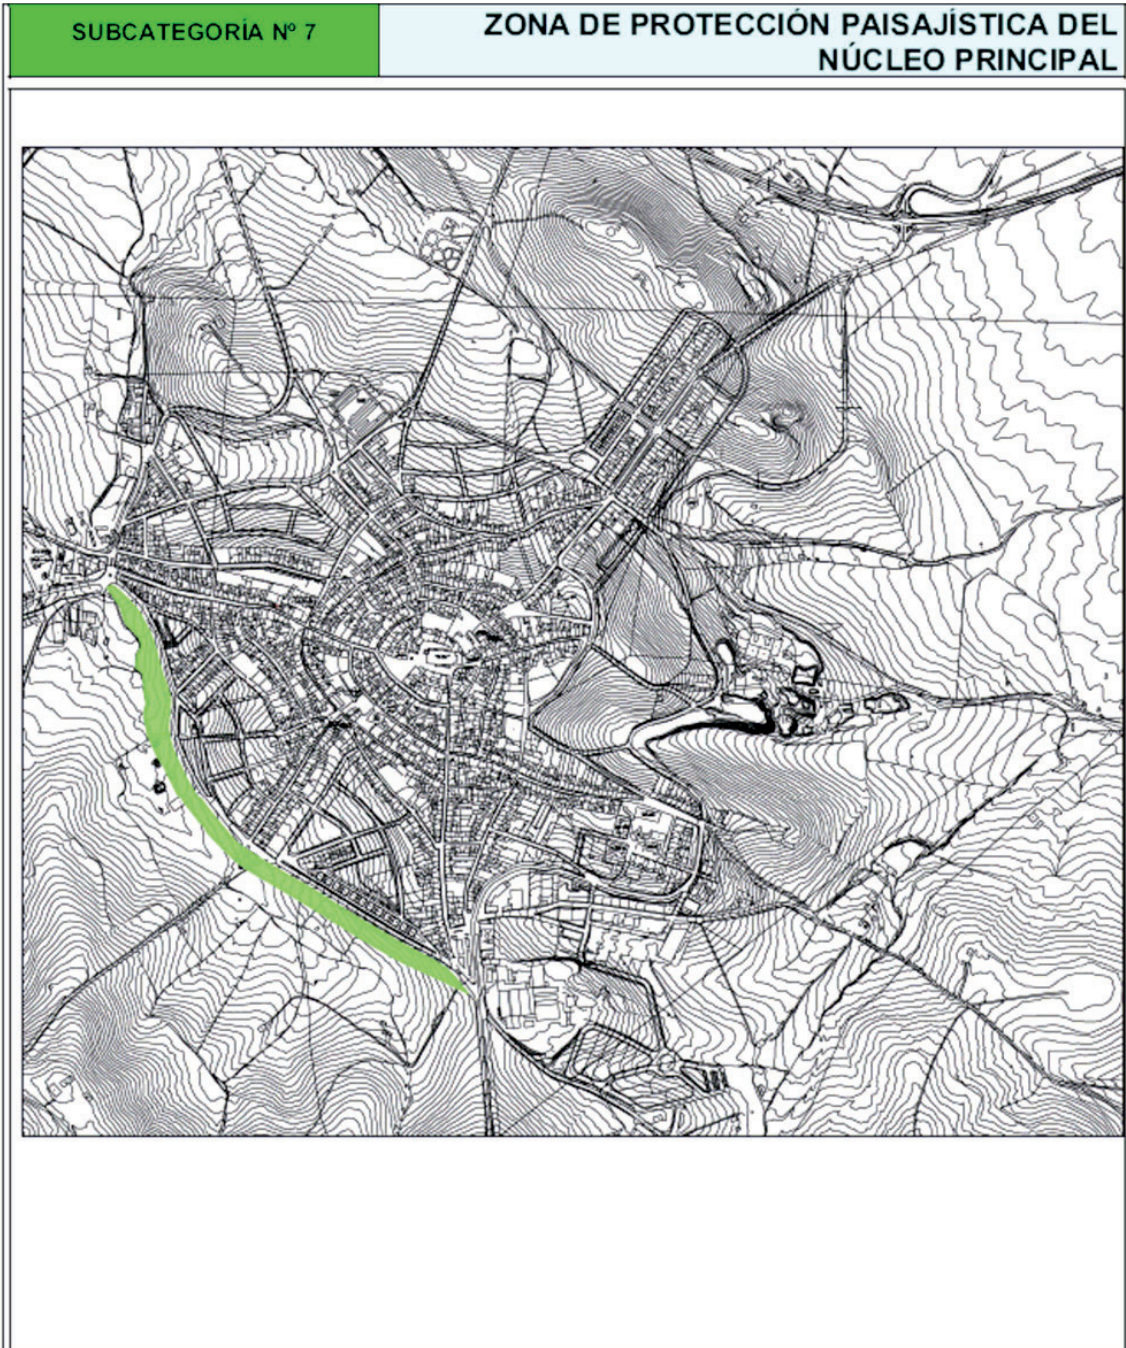 SUBCATEGORÍA Nº 7
ZONA DE PROTECCIÓN PAISAJÍSTICA DEL
NÚCLEO PRINCIPAL